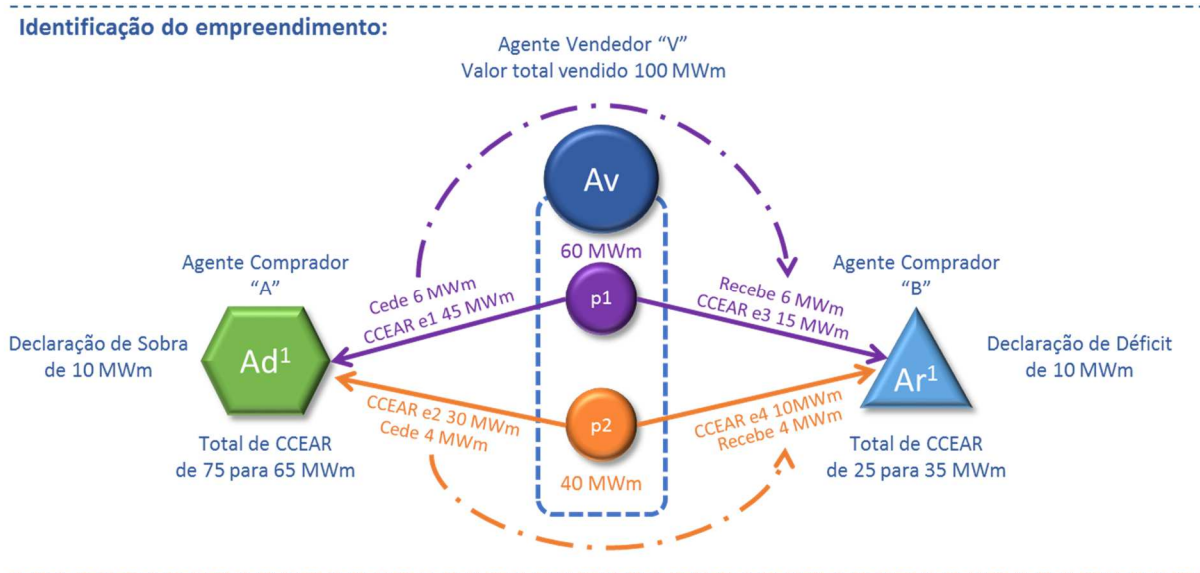 Identificação do empreendimento:
Agente Vendedor “V”
Valor total vendido 100 MWm
Av
60 MWm
Agente Comprador
“A”
Cede 6 MWm
CCEAR e1 45 MWm
p1
Recebe 6 MWm
CCEAR e3 15 MWm
Agente Comprador
“B”
Declaração de Sobra
de 10 MWm
Ad¹
Ar¹
Declaração de Déficit
de 10 MWm
CCEAR e2 30 MWm
Cede 4 MWm
p2
CCEAR e4 10MWm
Recebe 4 MWm
Total de CCEAR
de 75 para 65 MWm
40 MWm
Total de CCEAR
de 25 para 35 MWm